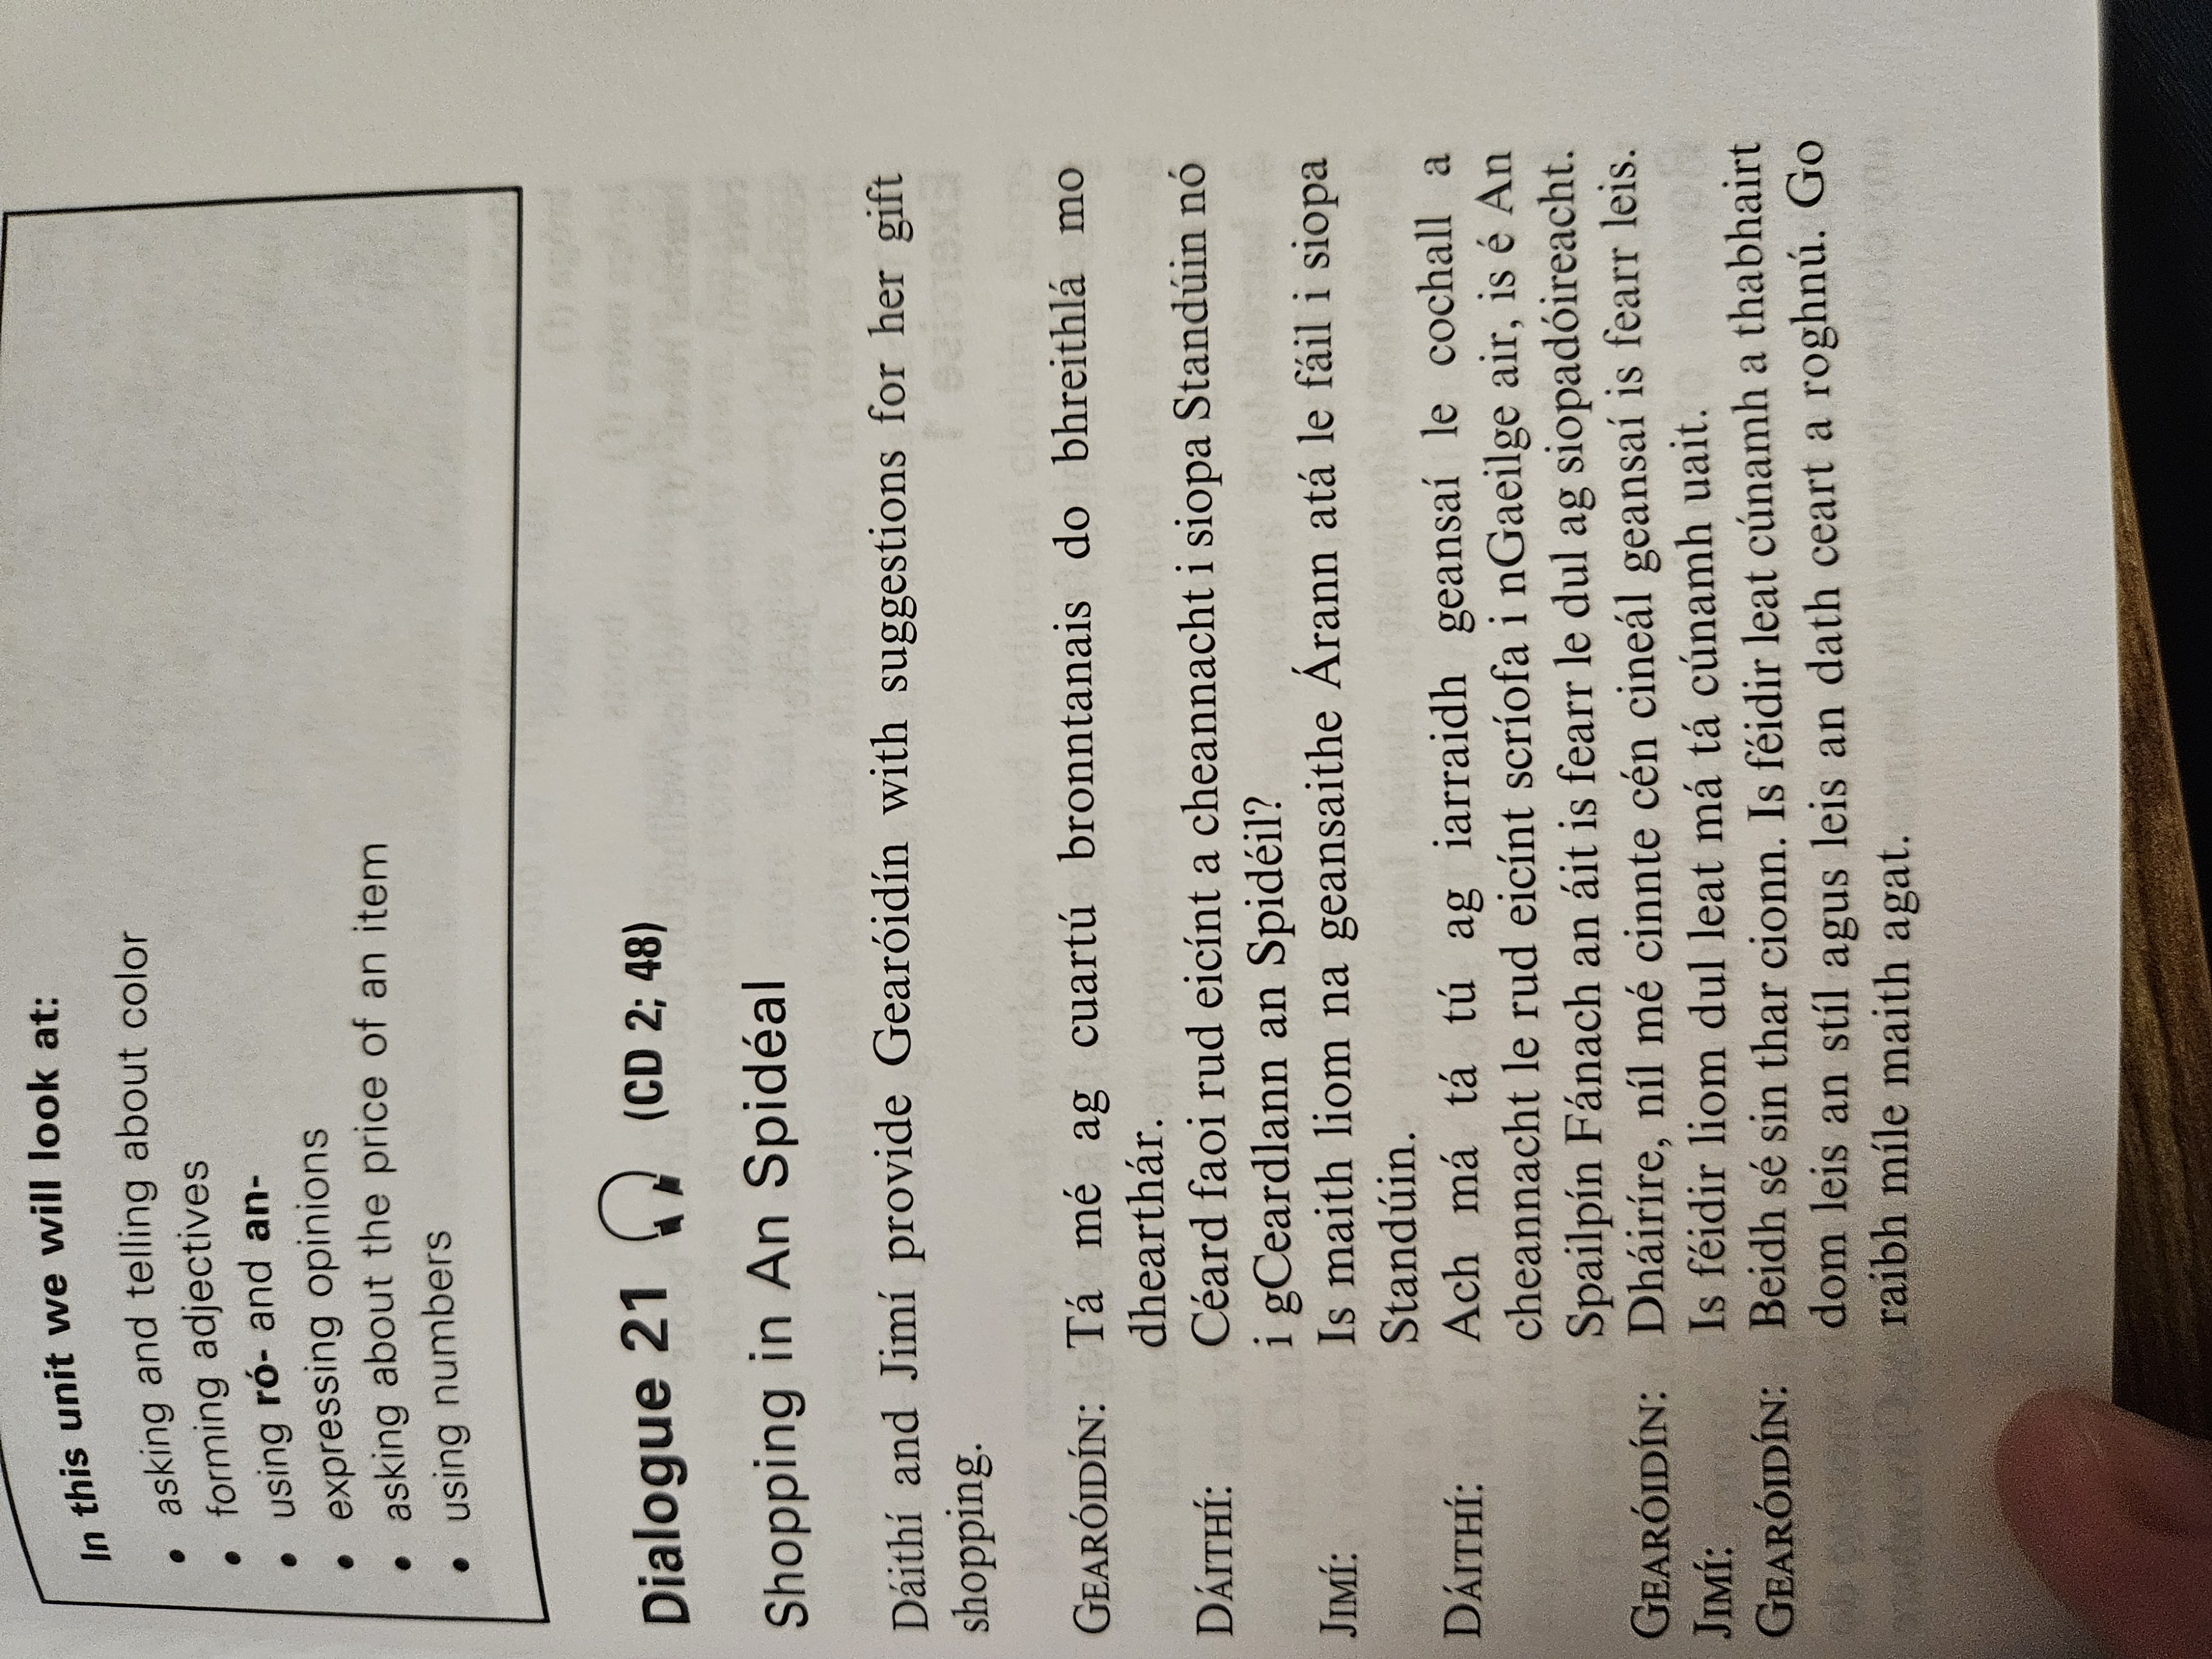 In this unit we will look at:
• asking and telling about color
• forming adjectives
• using ró- and an-
• expressing opinions
• asking about the price of an item
• using numbers
Dialogue 21 (CD 2; 48)
Shopping in An Spidéal
Dáithí and Jimí provide Gearóidín with suggestions for her gift
shopping.
GEARÓIDÍN: Tá mé ag cuartú bronntanais do bhreithlá mo
dhearthár.
DÁITHÍ: Céard faoi rud eicínt a cheannacht i siopa Standúin nó
i gCeardlann an Spidéil?
JMÍ: Is maith liom na geansaithe Árann atá le fáil i siopa
Standúin.
DÁITHÍ: Ach má tá tú ag iarraidh geansaí le cochall a
cheannacht le rud eicínt scríofa i nGaeilge air, is é An
Spailpín Fánach an áit is fearr le dul ag siopadóireacht.
GEARÓIDÍN: Dháiríre, níl mé cinnte cén cineál geansaí is fearr leis.
JMÍ: Is féidir liom dul leat má tá cúnamh uait.
GEARÓIDÍN: Beidh sé sin thar cionn. Is féidir leat cúnamh a thabhairt
dom leis an stíl agus leis an dath ceart a roghnú. Go
raibh míle maith agat.